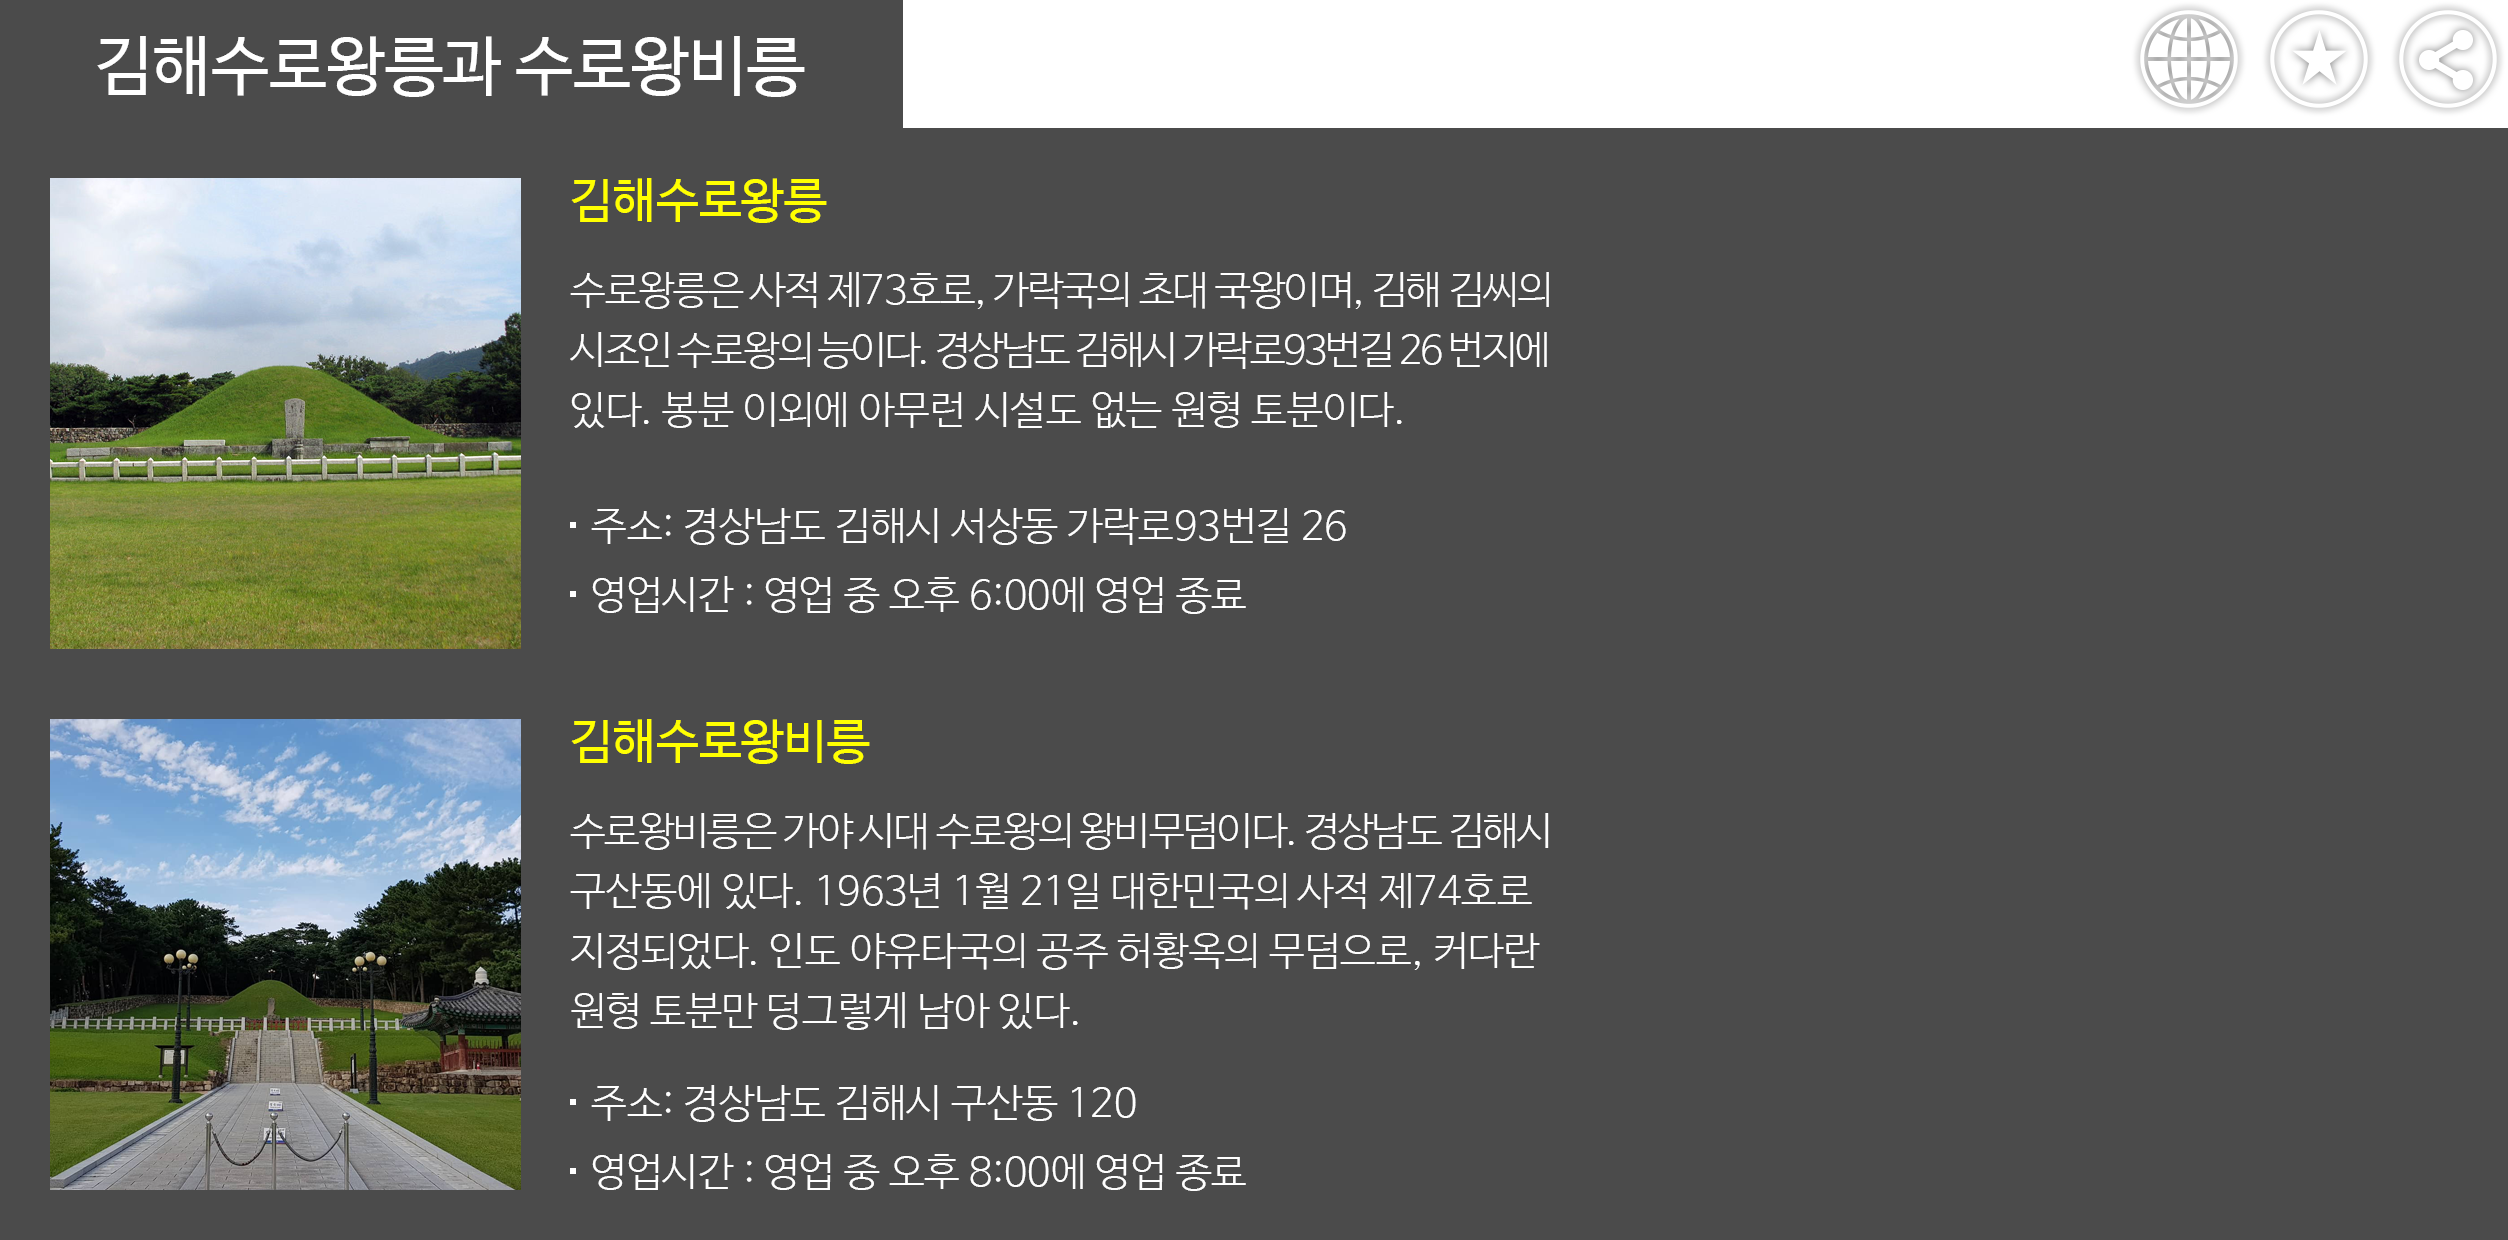 김해수로왕릉과 수로왕비릉
김해수로왕릉
수로왕릉은 사적 제73호로, 가락국의 초대 국왕이며, 김해 김씨의
시조인 수로왕의 능이다. 경상남도 김해시 가락로93번길 26 번지에
있다. 봉분 이외에 아무런 시설도 없는 원형 토분이다.
▪ 주소: 경상남도 김해시 서상동 가락로93번길 26
▪ 영업시간 : 영업 중 오후 6:00에 영업 종료
김해수로왕비릉
수로왕비릉은 가야 시대 수로왕의 왕비무덤이다. 경상남도 김해시
구산동에 있다. 1963년 1월 21일 대한민국의 사적 제74호로
지정되었다. 인도 야유타국의 공주 허황옥의 무덤으로, 커다란
원형 토분만 덩그렇게 남아 있다.
▪ 주소: 경상남도 김해시 구산동 120
▪ 영업시간 : 영업 중 오후 8:00에 영업 종료